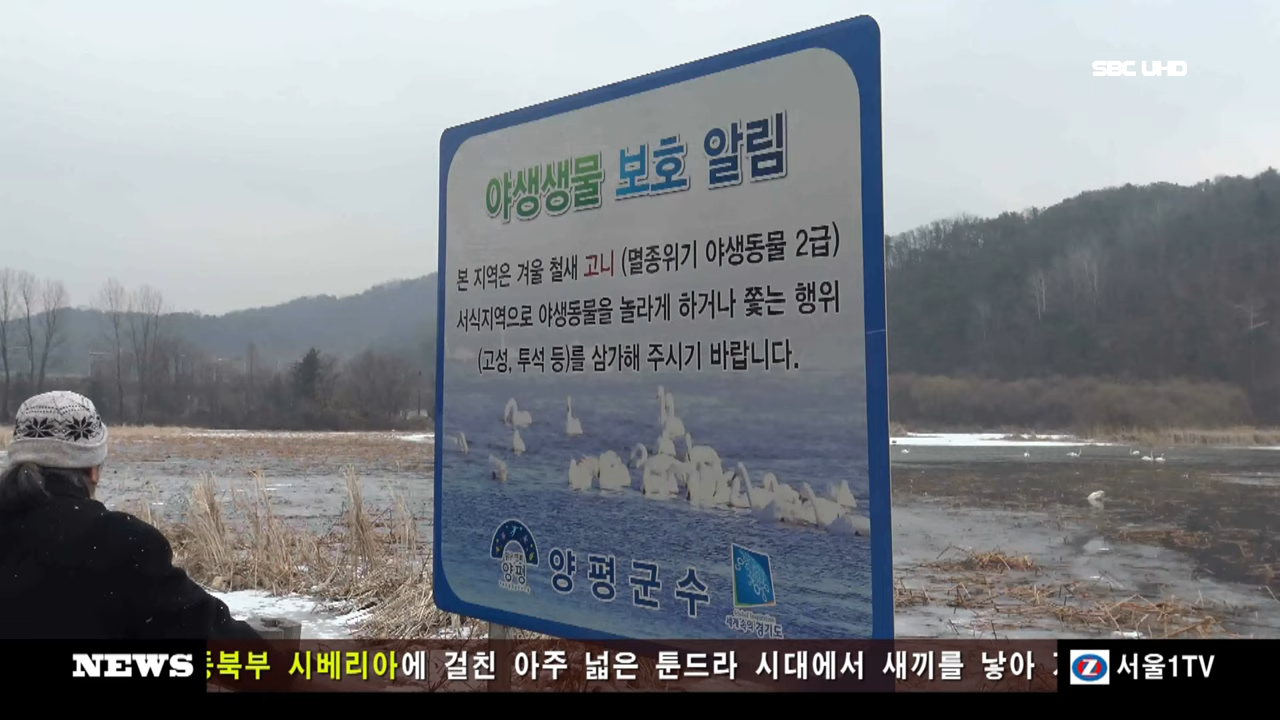 SBC UHD
야생생물 보호 알림
본 지역은 겨울 철새 고니 (멸종위기 야생동물 2급)
서식지역으로 야생동물을 놀라게 하거나 쫓는 행위
(고성, 투석 등)를 삼가해 주시기 바랍니다.
양평
양평군수
세계 속의 경기도
NEWS
동북부 시베리아에 걸친 아주 넓은 툰드라 시대에서 새끼를 낳아
서울1TV